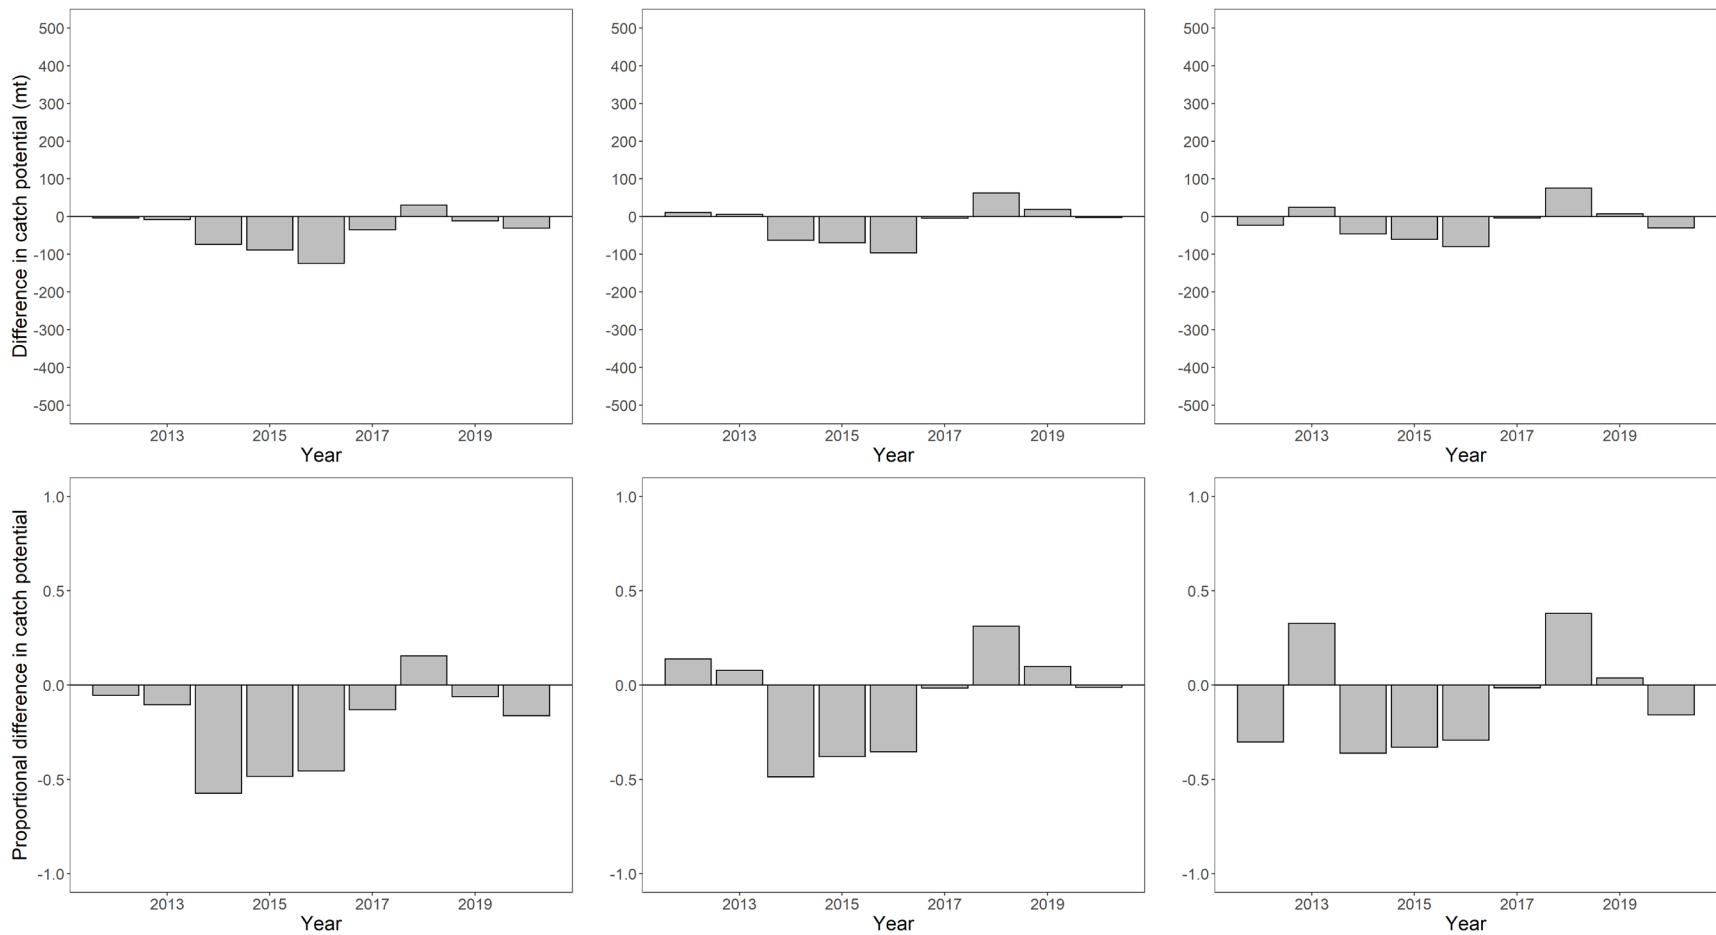 Difference in catch potential (mt)
500 500 500
400 400 400
300 300 300
200 200 200
100 100 100
0 0 0
-100 -100 -100
-200 -200 -200
-300 -300 -300
-400 -400 -400
-500 -500 -500
2013 2015 2017 2019 2013 2015 2017 2019 2013 2015 2017 2019
Year Year Year
Proportional difference in catch potential
1.0 1.0 1.0
0.5 0.5 0.5
0.0 0.0 0.0
-0.5 -0.5 -0.5
-1.0 -1.0 -1.0
2013 2015 2017 2019 2013 2015 2017 2019 2013 2015 2017 2019
Year Year Year